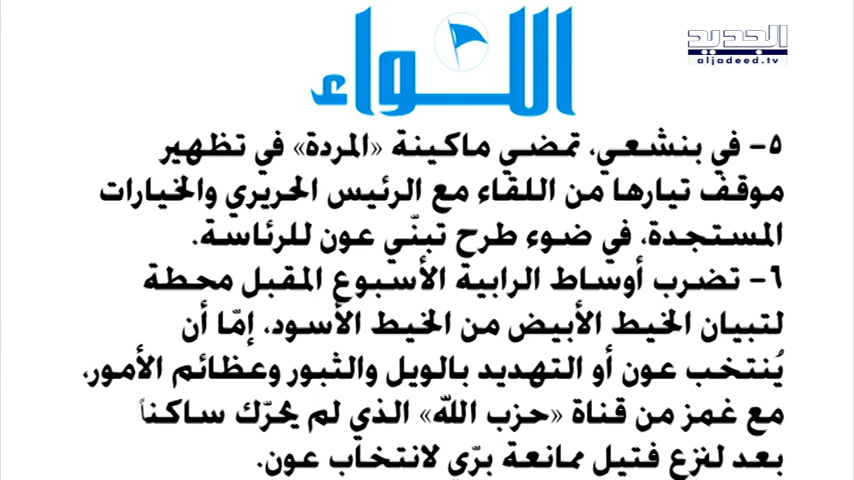 اللواء
الجديد
aljadeed.tv
٥- في بنشعي، تمضي ماكينة «المردة» في تظهير
موقف تيارها من اللقاء مع الرئيس الحريري والخيارات
المستجدة، في ضوء طرح تبنّي عون للرئاسة.
٦- تضرب أوساط الرابية الأسبوع المقبل محطة
لتبيان الخيط الأبيض من الخيط الأسود، إمّا أن
يُنتخب عون أو التهديد بالويل والثبور وعظائم الأمور،
مع غمز من قناة «حزب الله» الذي لم يحرّك ساكناً
بعد لنزع فتيل ممانعة برّي لانتخاب عون.